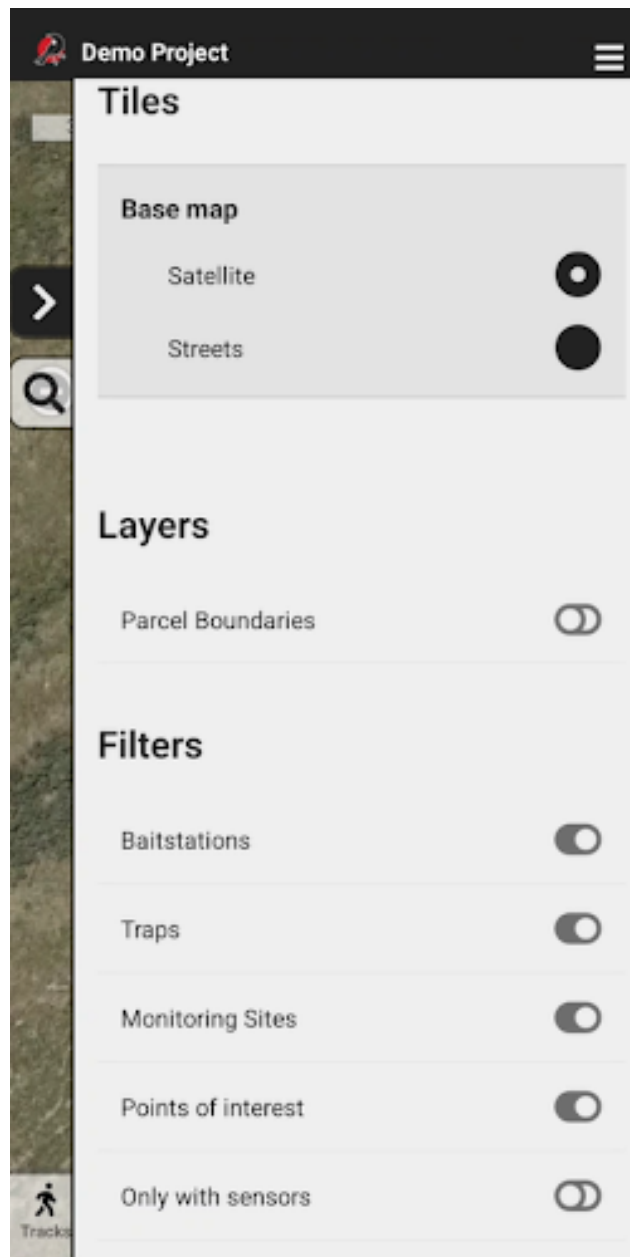 Demo Project
Tiles
Base map
Satellite
Streets
Layers
Parcel Boundaries
Filters
Baitstations
Traps
Monitoring Sites
Points of interest
Only with sensors
Tracks